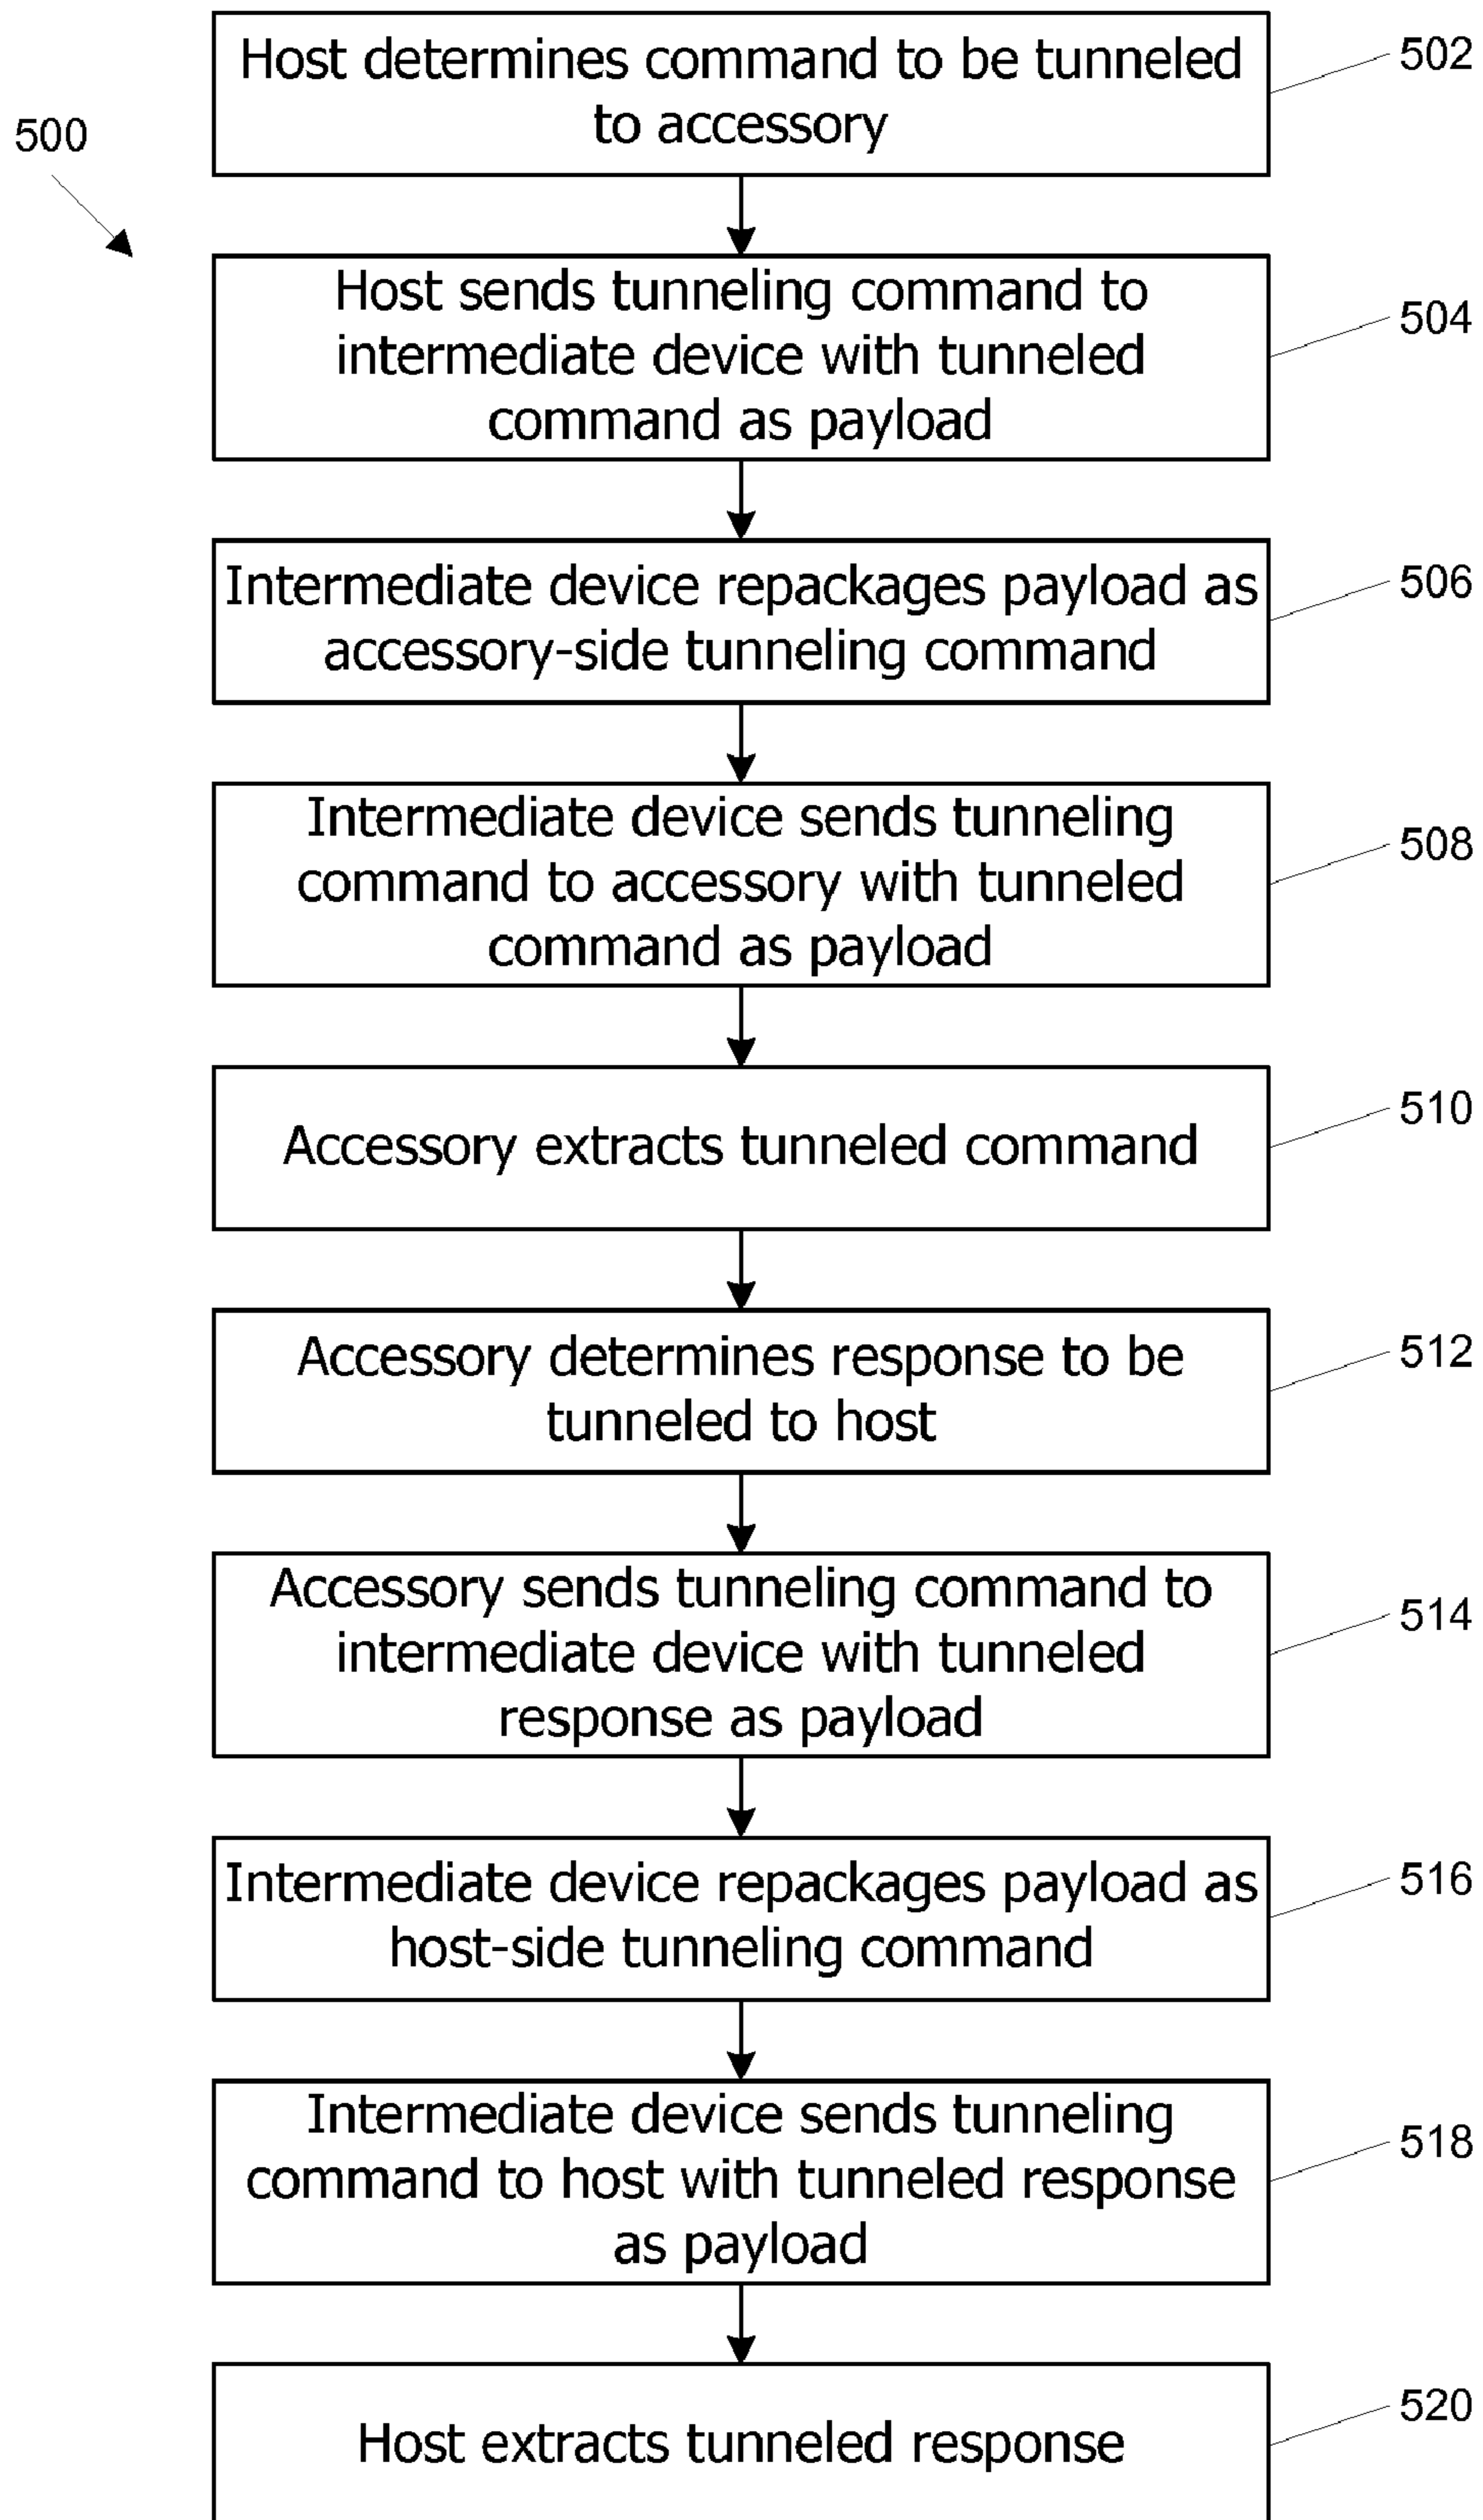 Host determines command to be tunneled
to accessory
502
500
Host sends tunneling command to
intermediate device with tunneled
command as payload
504
Intermediate device repackages payload as
accessory-side tunneling command
506
Intermediate device sends tunneling
command to accessory with tunneled
command as payload
508
Accessory extracts tunneled command
510
Accessory determines response to be
tunneled to host
512
Accessory sends tunneling command to
intermediate device with tunneled
response as payload
514
Intermediate device repackages payload as
host-side tunneling command
516
Intermediate device sends tunneling
command to host with tunneled response
as payload
518
Host extracts tunneled response
520